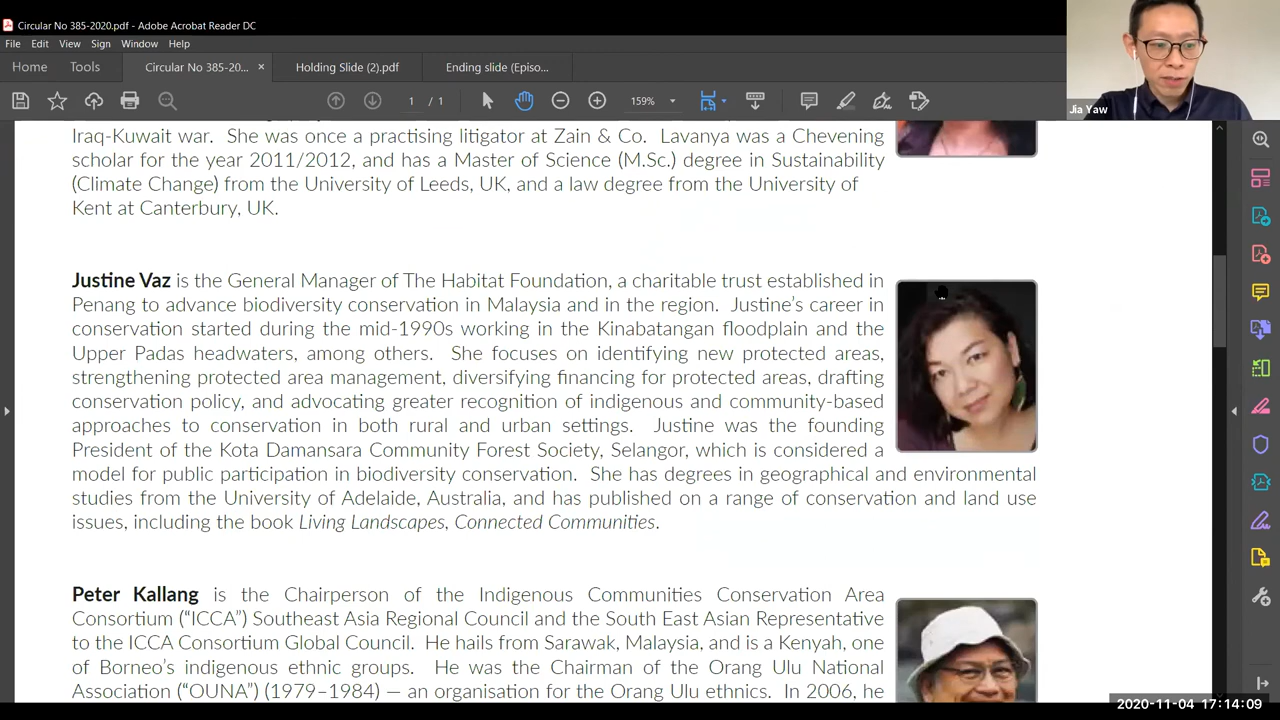 Circular No 385-2020.pdf - Adobe Acrobat Reader DC
File Edit View Sign Window Help
Home Tools Circular No 385-20... × Holding Slide (2).pdf Ending slide (Episo...
1 / 1 159%
Jia Yaw
Iraq-Kuwait war. She was once a practising litigator at Zain & Co. Lavanya was a Chevening
scholar for the year 2011/2012, and has a Master of Science (M.Sc.) degree in Sustainability
(Climate Change) from the University of Leeds, UK, and a law degree from the University of
Kent at Canterbury, UK.
Justine Vaz is the General Manager of The Habitat Foundation, a charitable trust established in
Penang to advance biodiversity conservation in Malaysia and in the region. Justine's career in
conservation started during the mid-1990s working in the Kinabatangan floodplain and the
Upper Padas headwaters, among others. She focuses on identifying new protected areas,
strengthening protected area management, diversifying financing for protected areas, drafting
conservation policy, and advocating greater recognition of indigenous and community-based
approaches to conservation in both rural and urban settings. Justine was the founding
President of the Kota Damansara Community Forest Society, Selangor, which is considered a
model for public participation in biodiversity conservation. She has degrees in geographical and environmental
studies from the University of Adelaide, Australia, and has published on a range of conservation and land use
issues, including the book Living Landscapes, Connected Communities.
Peter Kallang is the Chairperson of the Indigenous Communities Conservation Area
Consortium ("ICCA") Southeast Asia Regional Council and the South East Asian Representative
to the ICCA Consortium Global Council. He hails from Sarawak, Malaysia, and is a Kenyah, one
of Borneo's indigenous ethnic groups. He was the Chairman of the Orang Ulu National
Association ("OUNA") (1979–1984) — an organisation for the Orang Ulu ethnics. In 2006, he
2020-11-04 17:14:09